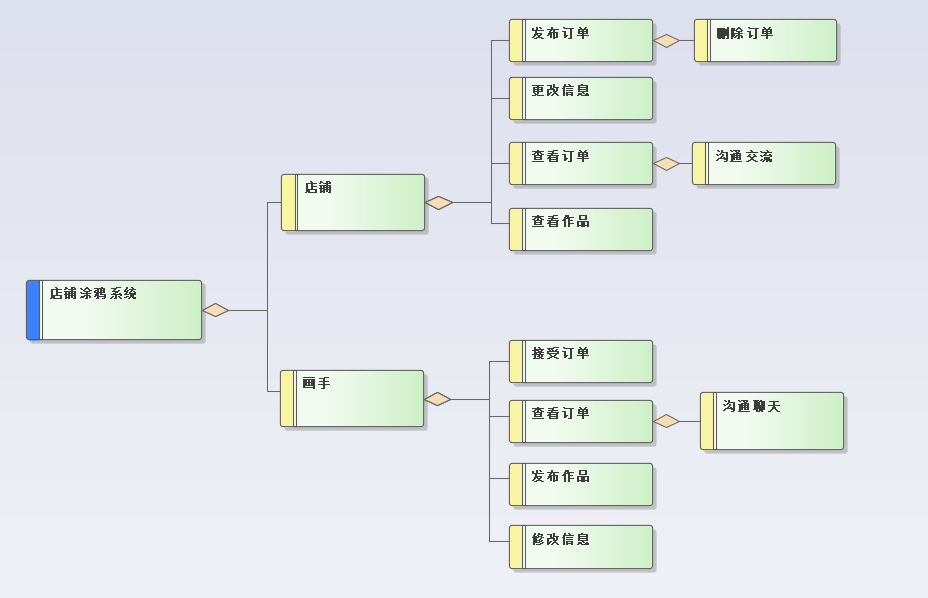 发布订单
删除订单
更改信息
查看订单
沟通交流
店铺
查看作品
店铺涂鸦系统
接受订单
画手
查看订单
沟通聊天
发布作品
修改信息